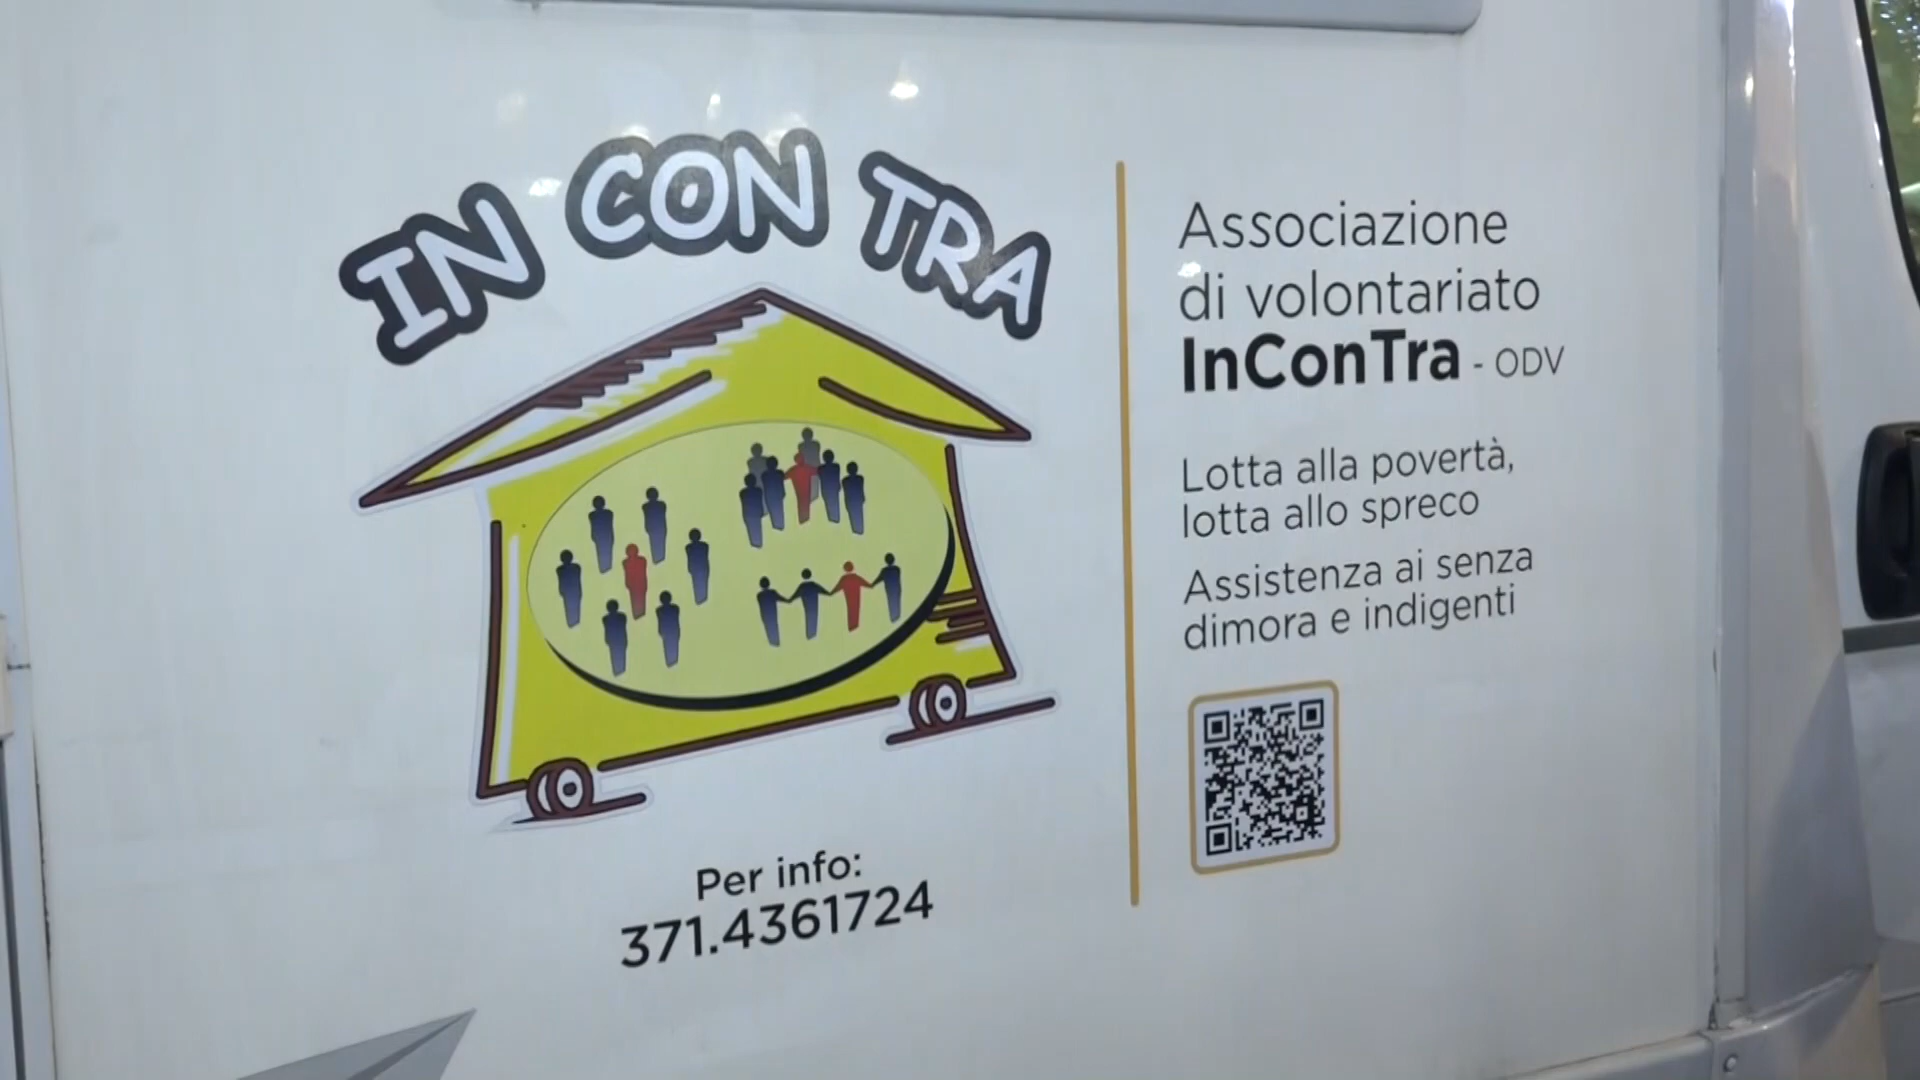 IN CON TRA
Per info:
371.4361724
Associazione
di volontariato
InConTra - ODV
Lotta alla povertà,
lotta allo spreco
Assistenza ai senza
dimora e indigenti